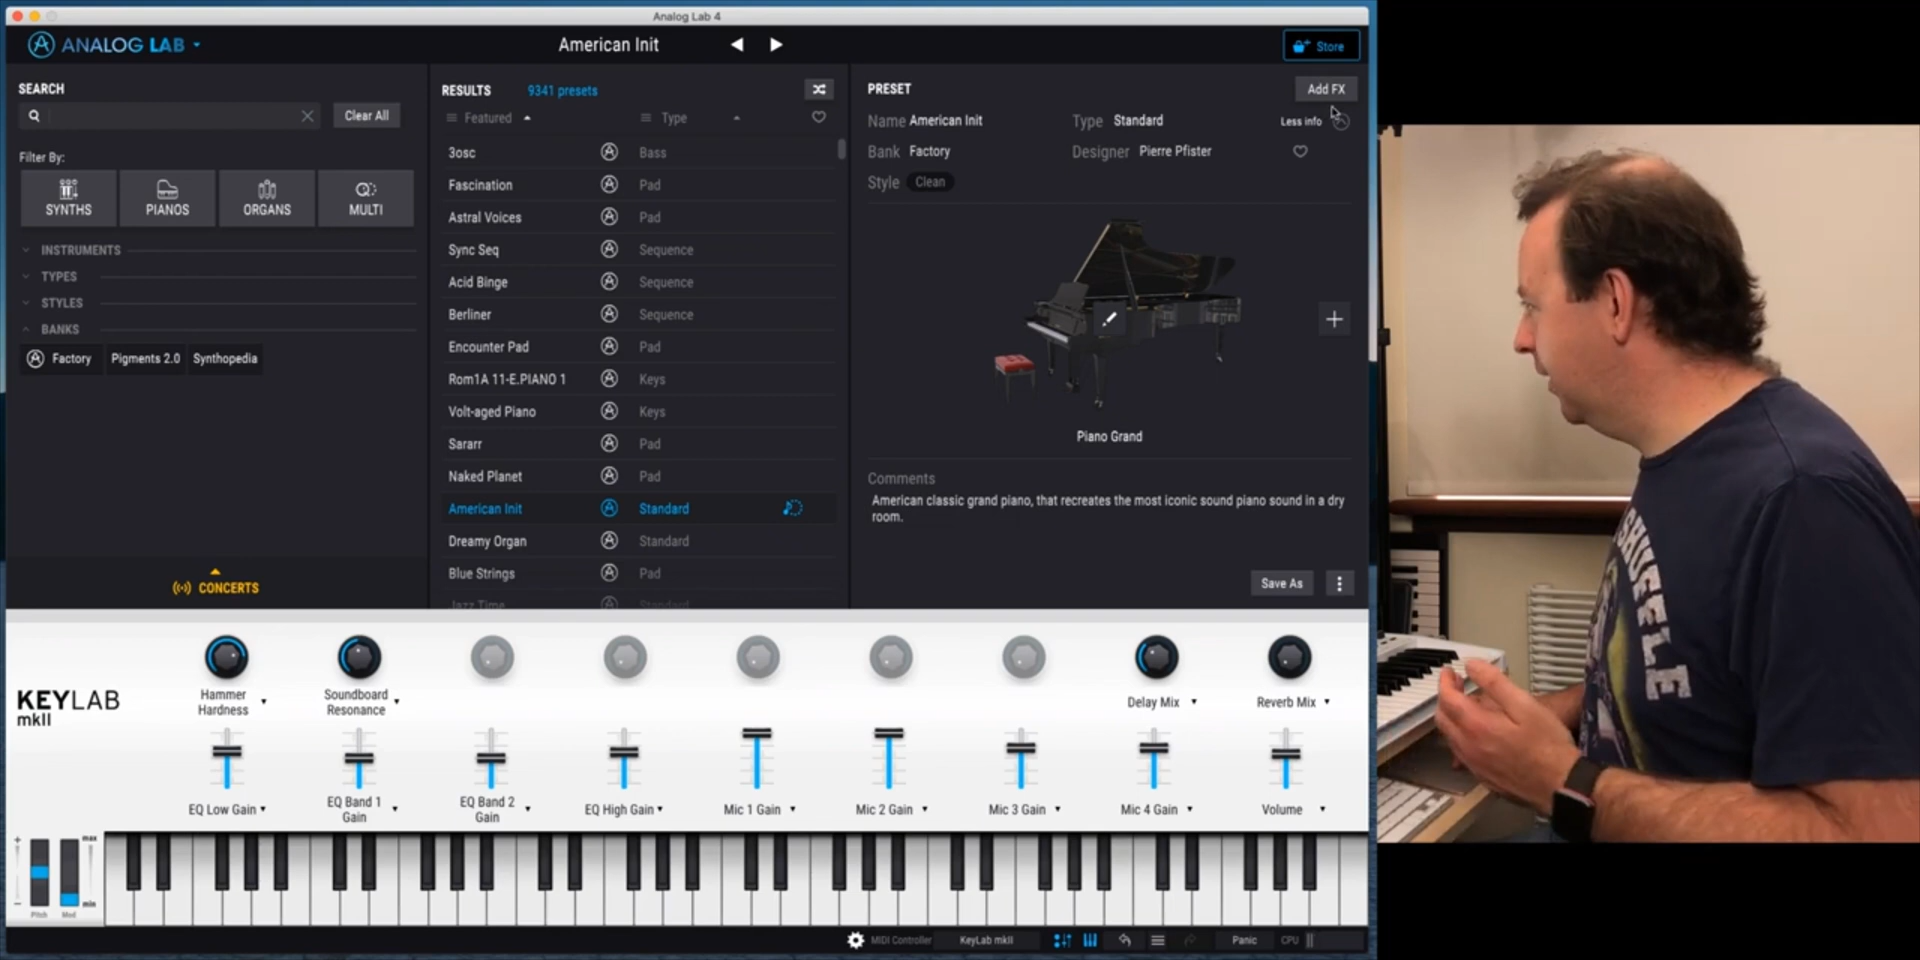 Analog Lab 4
ANALOG LAB
American Init
Store
SEARCH
Clear All
Filter By:
SYNTHS PIANOS ORGANS MULTI
INSTRUMENTS
TYPES
STYLES
BANKS
Factory Pigments 2.0 Synthopedia
CONCERTS
RESULTS 9341 presets
Featured Type
3osc Bass
Fascination Pad
Astral Voices Pad
Sync Seq Sequence
Acid Binge Sequence
Berliner Sequence
Encounter Pad Pad
Rom1A 11-E.PIANO 1 Keys
Volt-aged Piano Keys
Sararr Pad
Naked Planet Pad
American Init Standard
Dreamy Organ Standard
Blue Strings Pad
Jazz Time Standard
PRESET
Add FX
Name American Init Type Standard
Less info
Bank Factory Designer Pierre Pfister
Style Clean
Piano Grand
Comments
American classic grand piano, that recreates the most iconic sound piano sound in a dry
room.
Save As
KEYLAB
mkII
Hammer
Hardness
Soundboard
Resonance
Delay Mix
Reverb Mix
EQ Low Gain
EQ Band 1
Gain
EQ Band 2
Gain
EQ High Gain
Mic 1 Gain
Mic 2 Gain
Mic 3 Gain
Mic 4 Gain
Volume
max
min
Pitch Mod
MIDI Controller KeyLab mkII
Panic CPU